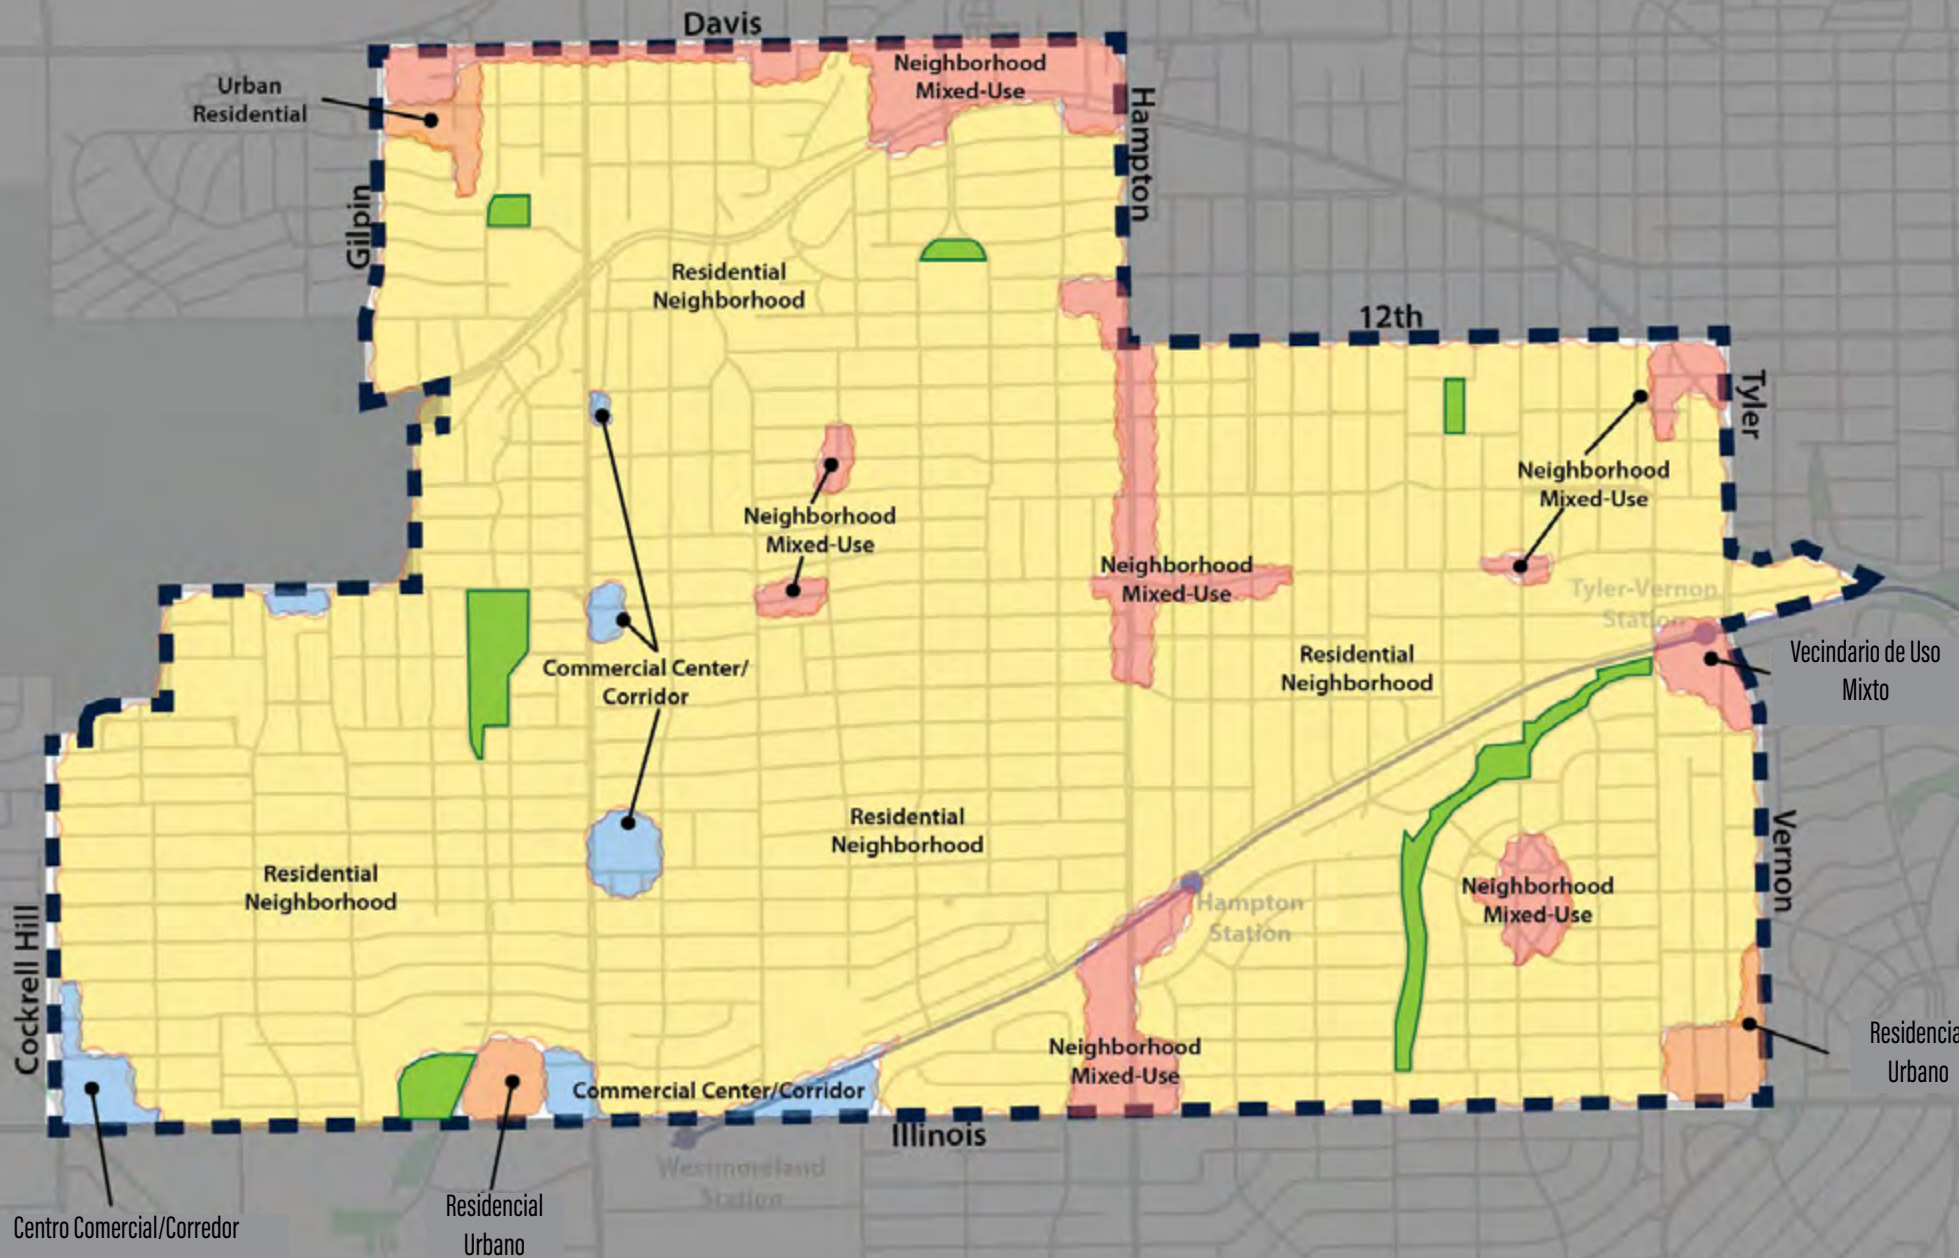 Davis
Urban
Residential
Neighborhood
Mixed-Use
Hampton
Gilpin
Residential
Neighborhood
12th
Tyler
Neighborhood
Mixed-Use
Neighborhood
Mixed-Use
Neighborhood
Mixed-Use
Tyler-Vernon
Station
Commercial Center/
Corridor
Residential
Neighborhood
Vecindario de Uso
Mixto
Residential
Neighborhood
Residential
Neighborhood
Neighborhood
Mixed-Use
Vernon
Hampton
Station
Cockrell Hill
Neighborhood
Mixed-Use
Residencia
Urbano
Commercial Center/Corridor
Illinois
Westmoreland
Station
Centro Comercial/Corredor
Residencial
Urbano